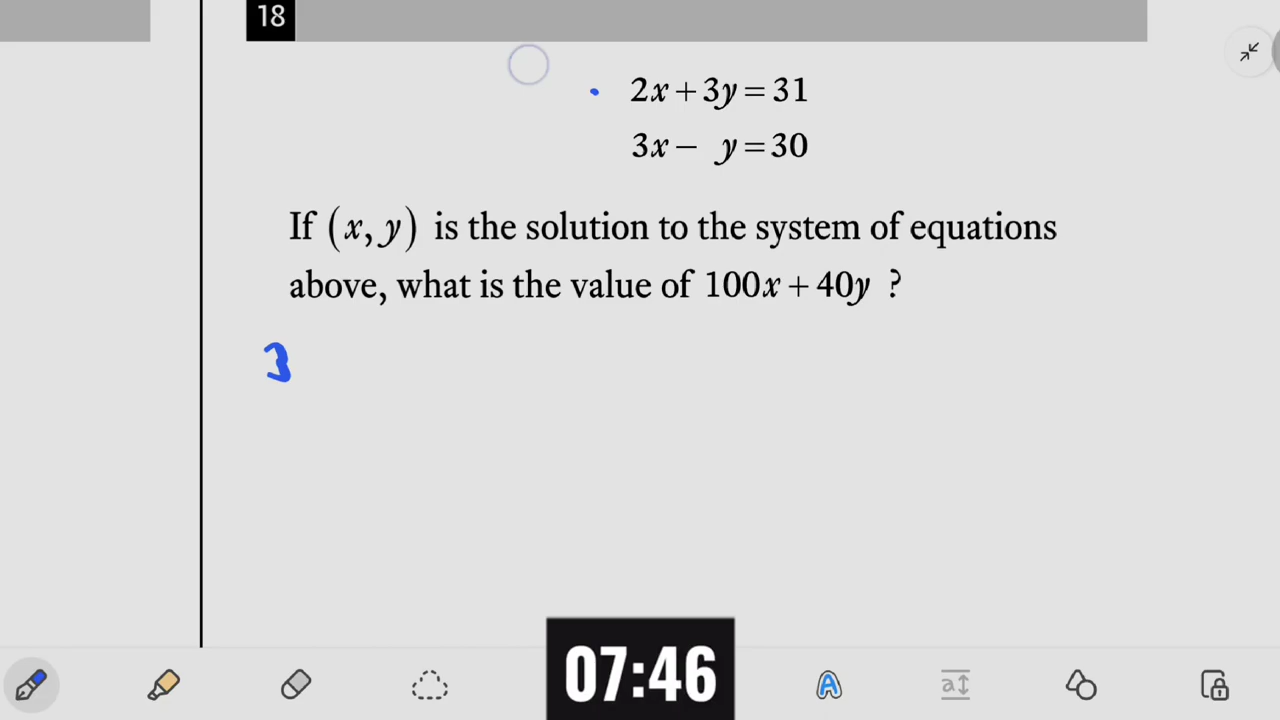 18
2x + 3y = 31
3x − y = 30
If (x, y) is the solution to the system of equations
above, what is the value of 100x + 40y ?
3
07:46
A
a